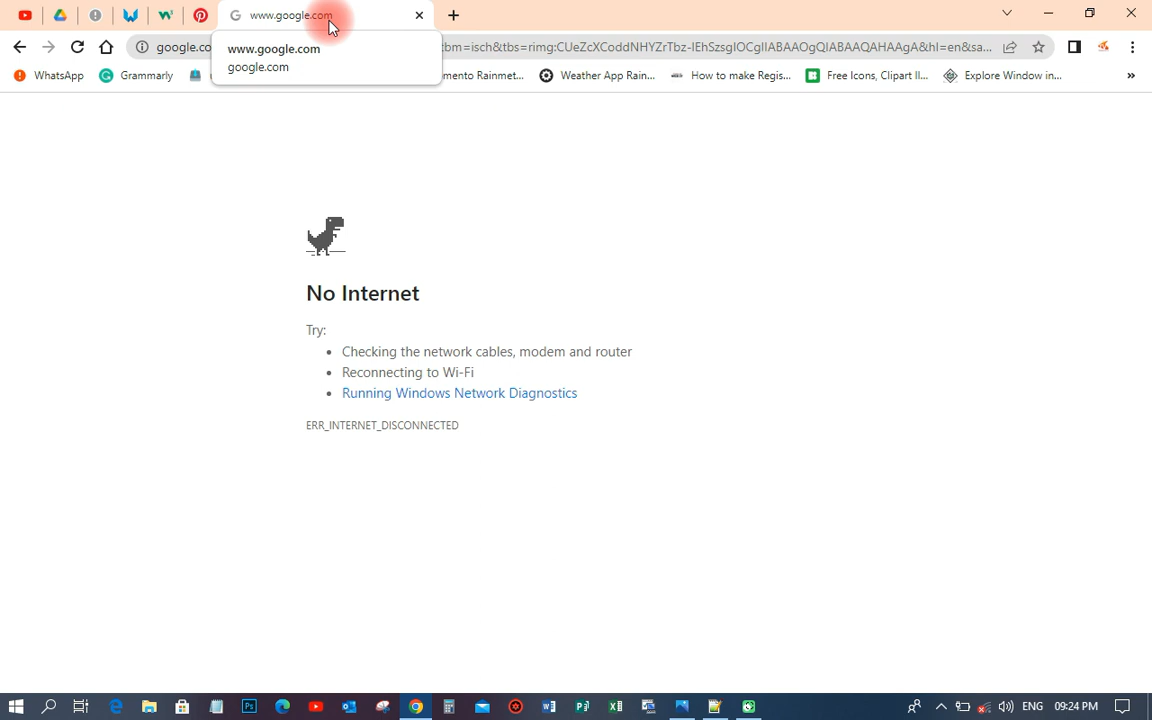 www.google.com
google.co
:bm=isch&tbs=rimg:CUeZcXCoddNHYZrTbz-lEhSzsgIOCgIIABAAOgQIABAAQAHAAgA&hl=en&sa...
www.google.com
google.com
WhatsApp
Grammarly
mento Rainmet...
Weather App Rain...
How to make Regis...
Free Icons, Clipart Il...
Explore Window in...
»
No Internet
Try:
• Checking the network cables, modem and router
• Reconnecting to Wi-Fi
• Running Windows Network Diagnostics
ERR_INTERNET_DISCONNECTED
ENG
09:24 PM